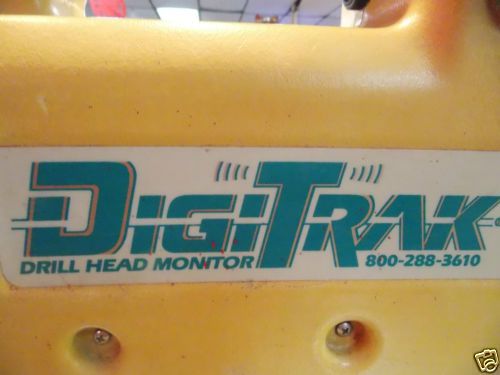 DIGITRAK
DRILL HEAD MONITOR 800-288-3610